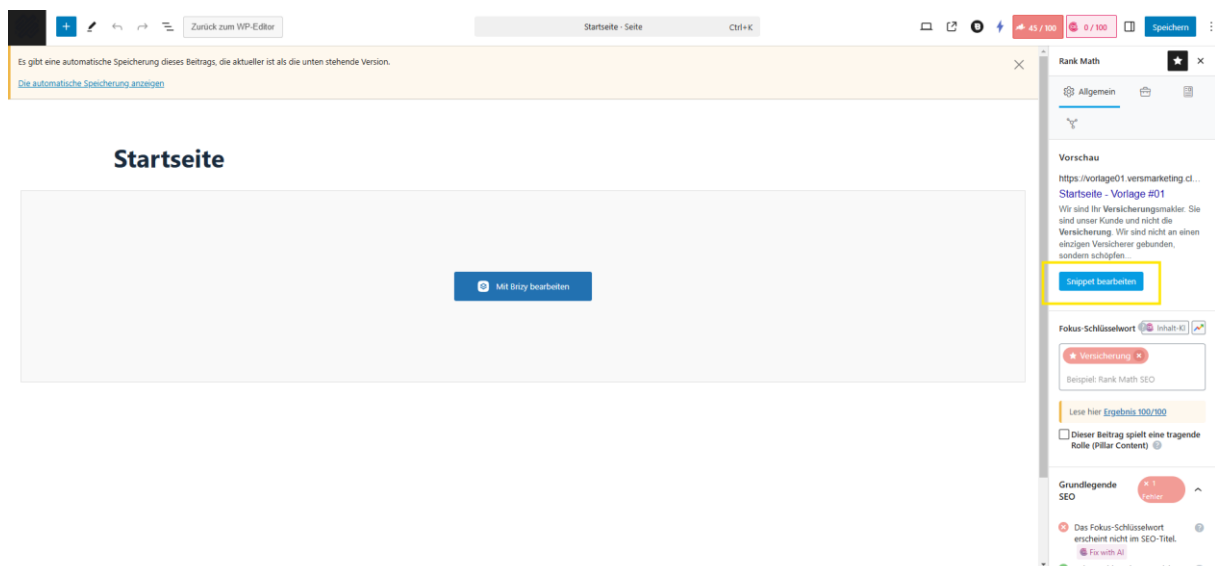 Zurück zum WP-Editor
Startseite · Seite Ctrl+K
45 / 100
0 / 100
Speichern
Es gibt eine automatische Speicherung dieses Beitrags, die aktueller ist als die unten stehende Version.
Die automatische Speicherung anzeigen
Startseite
Mit Brizy bearbeiten
Rank Math
Allgemein
Vorschau
https://vorlage01.versmarketing.cl...
Startseite - Vorlage #01
Wir sind Ihr Versicherungsmakler. Sie
sind unser Kunde und nicht die
Versicherung. Wir sind nicht an einen
einzigen Versicherer gebunden,
sondern schöpfen...
Snippet bearbeiten
Fokus-Schlüsselwort Inhalt-KI
Versicherung
Beispiel: Rank Math SEO
Lese hier Ergebnis 100/100
Dieser Beitrag spielt eine tragende
Rolle (Pillar Content)
Grundlegende
SEO
× 1
Fehler
Das Fokus-Schlüsselwort
erscheint nicht im SEO-Titel.
Fix with AI